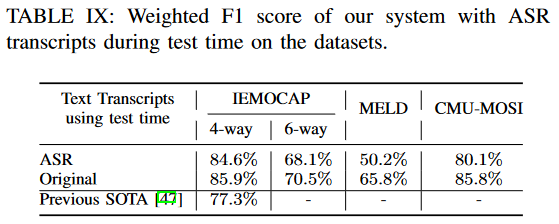 TABLE IX: Weighted F1 score of our system with ASR
transcripts during test time on the datasets.
Text Transcripts using test time | IEMOCAP | MELD | CMU-MOSI
4-way | 6-way
ASR 84.6% 68.1% 50.2% 80.1%
Original 85.9% 70.5% 65.8% 85.8%
Previous SOTA [47] 77.3% - - -